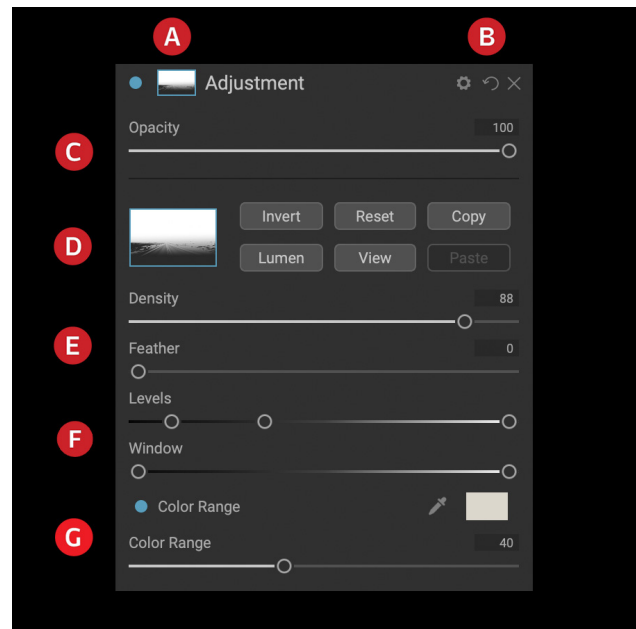 A
B
Adjustment
C
Opacity 100
D
Invert Reset Copy
Lumen View Paste
Density 88
E
Feather 0
Levels
F
Window
Color Range
G
Color Range 40